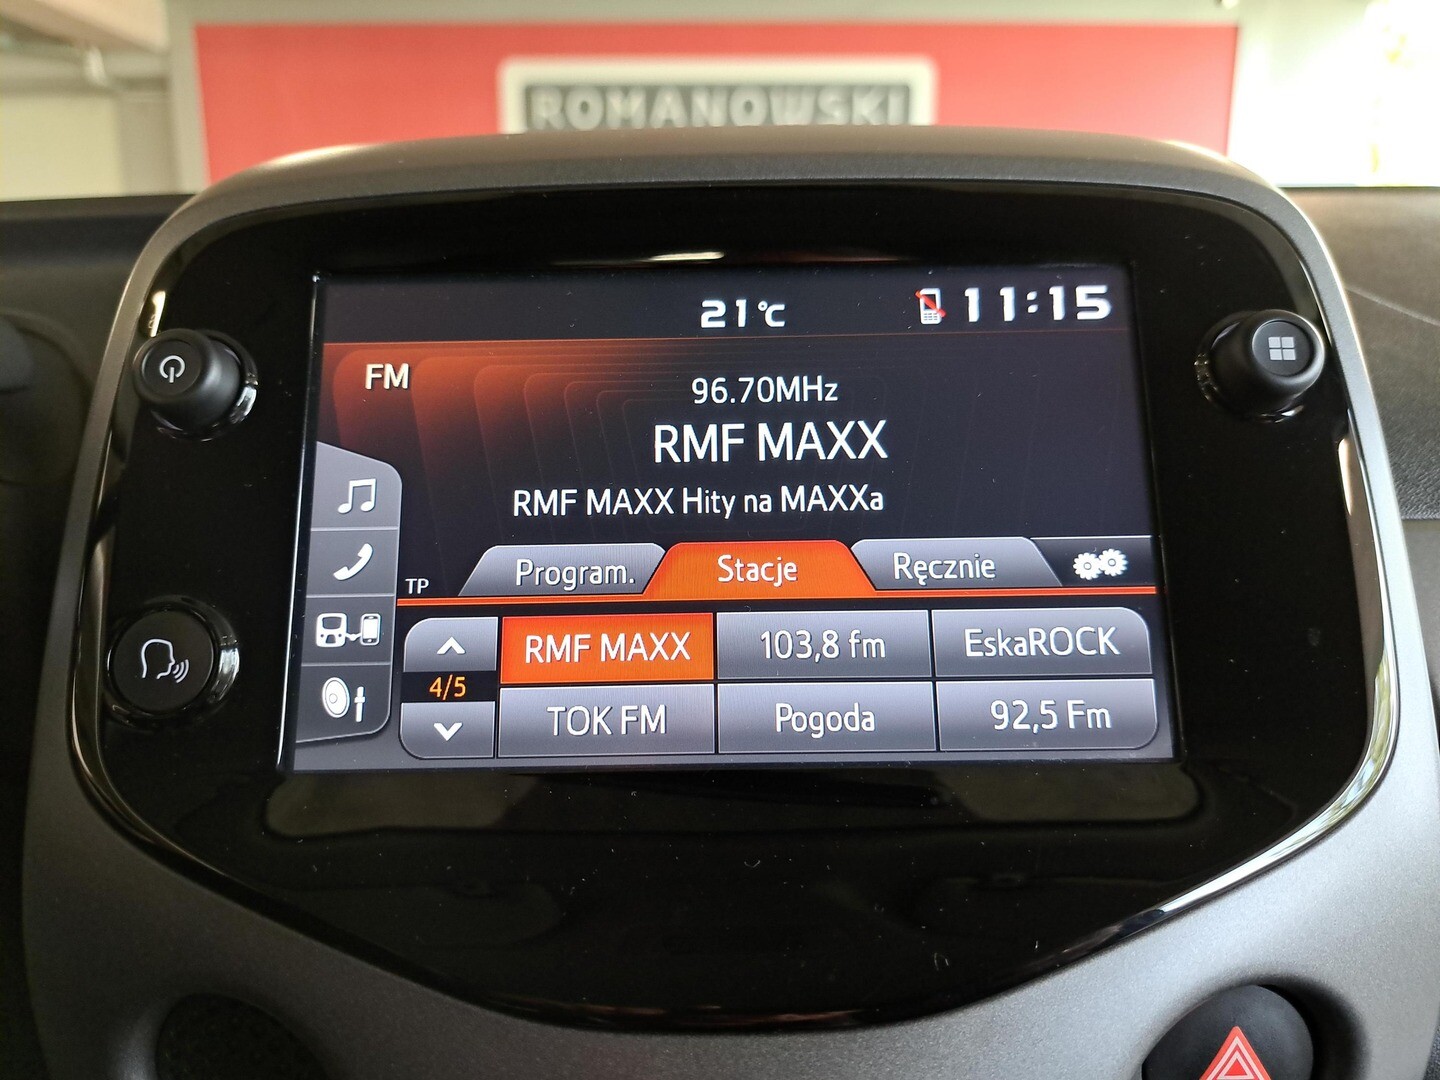 ROMANOWSKI
21°C 11:15
FM
96.70MHz
RMF MAXX
RMF MAXX Hity na MAXXa
TP Program. Stacje Ręcznie
RMF MAXX 103,8 fm EskaROCK
4/5
TOK FM Pogoda 92,5 Fm